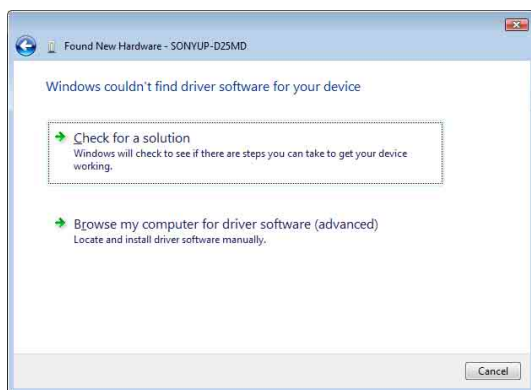 Found New Hardware - SONYUP-D25MD
Windows couldn't find driver software for your device
Check for a solution
Windows will check to see if there are steps you can take to get your device
working.
Browse my computer for driver software (advanced)
Locate and install driver software manually.
Cancel